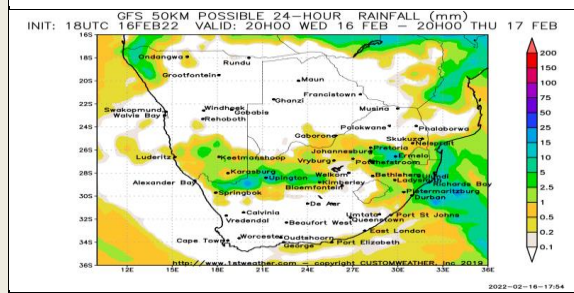 GFS 50KM POSSIBLE 24-HOUR RAINFALL (mm)
INIT: 18UTC 16FEB22 VALID: 20H00 WED 16 FEB - 20H00 THU 17 FEB
16S
18S
20S
22S
24S
26S
28S
30S
32S
34S
36S
Ondangwa
Rundu
Grootfontein
Maun
Francistown
Ghanzi
Musina
Swakopmund
Walvis Bay
Windhoek
Gobabis
Rehoboth
Polokwane
Phalaborwa
Gaborone
Skukuza
Nelspruit
Pretoria
Johannesburg
Ermelo
Luderitz
Keetmanshoop
Vryburg
Potchefstroom
Karasburg
Upington
Welkom
Bethlehem
Ulundi
Ladysmith
Richards Bay
Alexander Bay
Springbok
Kimberley
Bloemfontein
Pietermaritzburg
Durban
De Aar
Calvinia
Vredendal
Umtata
Port St Johns
Queenstown
Beaufort West
East London
Cape Town
Worcester
Oudtshoorn
George
Port Elizabeth
http://www.1stweather.com - copyright CUSTOMWEATHER, Inc 2019
12E 15E 18E 21E 24E 27E 30E 33E 36E
200
150
100
75
50
25
15
10
5
2.5
1
0.5
0.2
0.1
2022-02-16-17:54